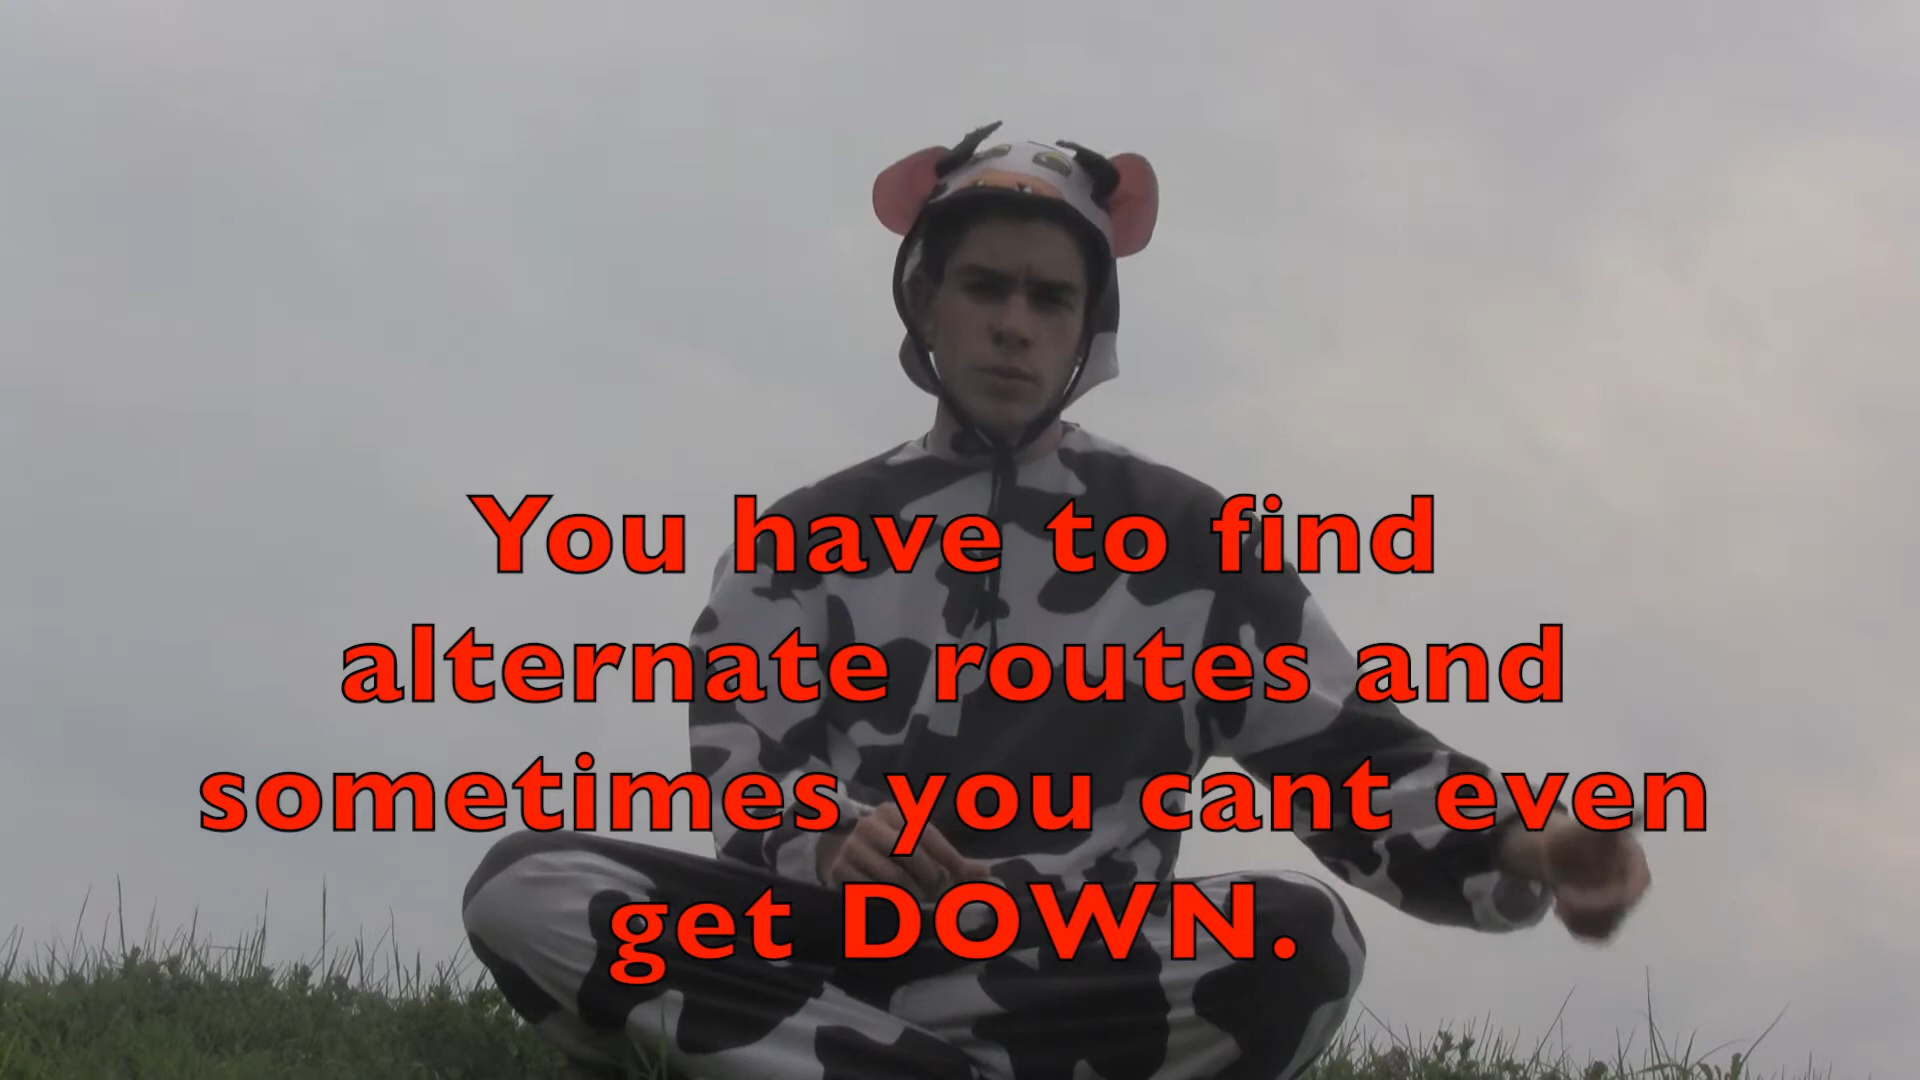 You have to find
alternate routes and
sometimes you cant even
get DOWN.